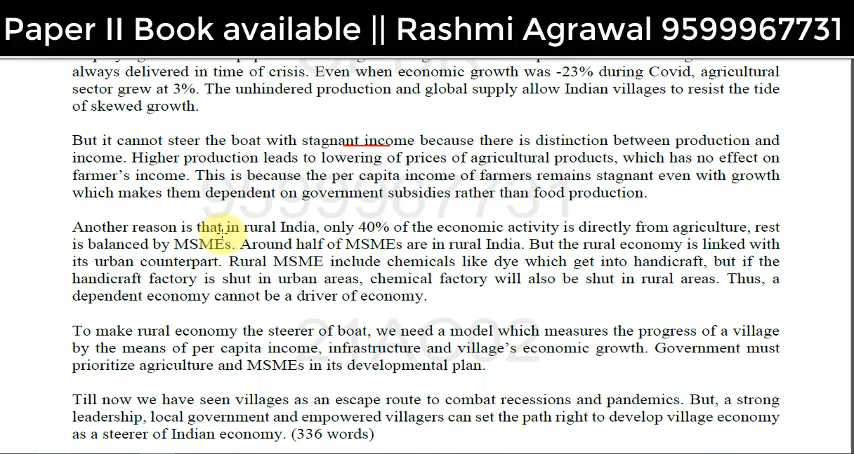 Paper II Book available || Rashmi Agrawal 9599967731
always delivered in time of crisis. Even when economic growth was -23% during Covid, agricultural
sector grew at 3%. The unhindered production and global supply allow Indian villages to resist the tide
of skewed growth.
But it cannot steer the boat with stagnant income because there is distinction between production and
income. Higher production leads to lowering of prices of agricultural products, which has no effect on
farmer's income. This is because the per capita income of farmers remains stagnant even with growth
which makes them dependent on government subsidies rather than food production.
9599967731
Another reason is that in rural India, only 40% of the economic activity is directly from agriculture, rest
is balanced by MSMEs. Around half of MSMEs are in rural India. But the rural economy is linked with
its urban counterpart. Rural MSME include chemicals like dye which get into handicraft, but if the
handicraft factory is shut in urban areas, chemical factory will also be shut in rural areas. Thus, a
dependent economy cannot be a driver of economy.
To make rural economy the steerer of boat, we need a model which measures the progress of a village
by the means of per capita income, infrastructure and village's economic growth. Government must
prioritize agriculture and MSMEs in its developmental plan.
Till now we have seen villages as an escape route to combat recessions and pandemics. But, a strong
leadership, local government and empowered villagers can set the path right to develop village economy
as a steerer of Indian economy. (336 words)